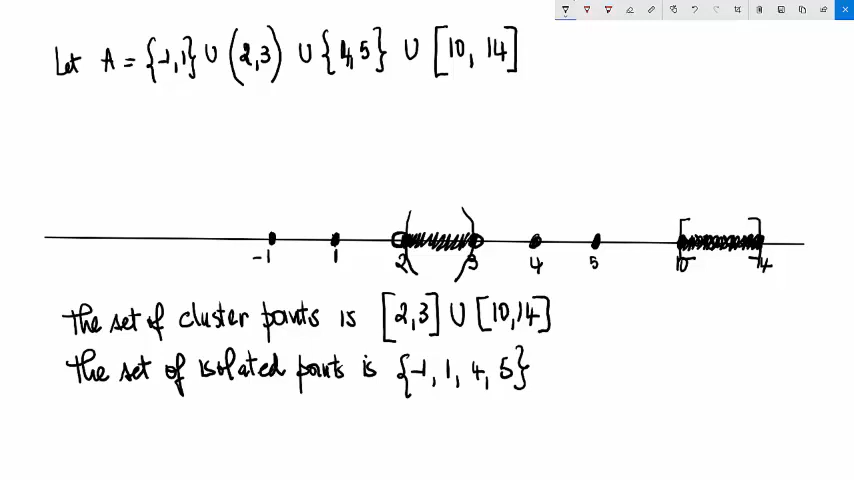 Let A = {-1,1} ∪ (2,3) ∪ {4,5} ∪ [10, 14]
-1 1 2 3 4 5 10 14
The set of cluster points is [2,3] ∪ [10,14]
The set of isolated points is {-1, 1, 4, 5}